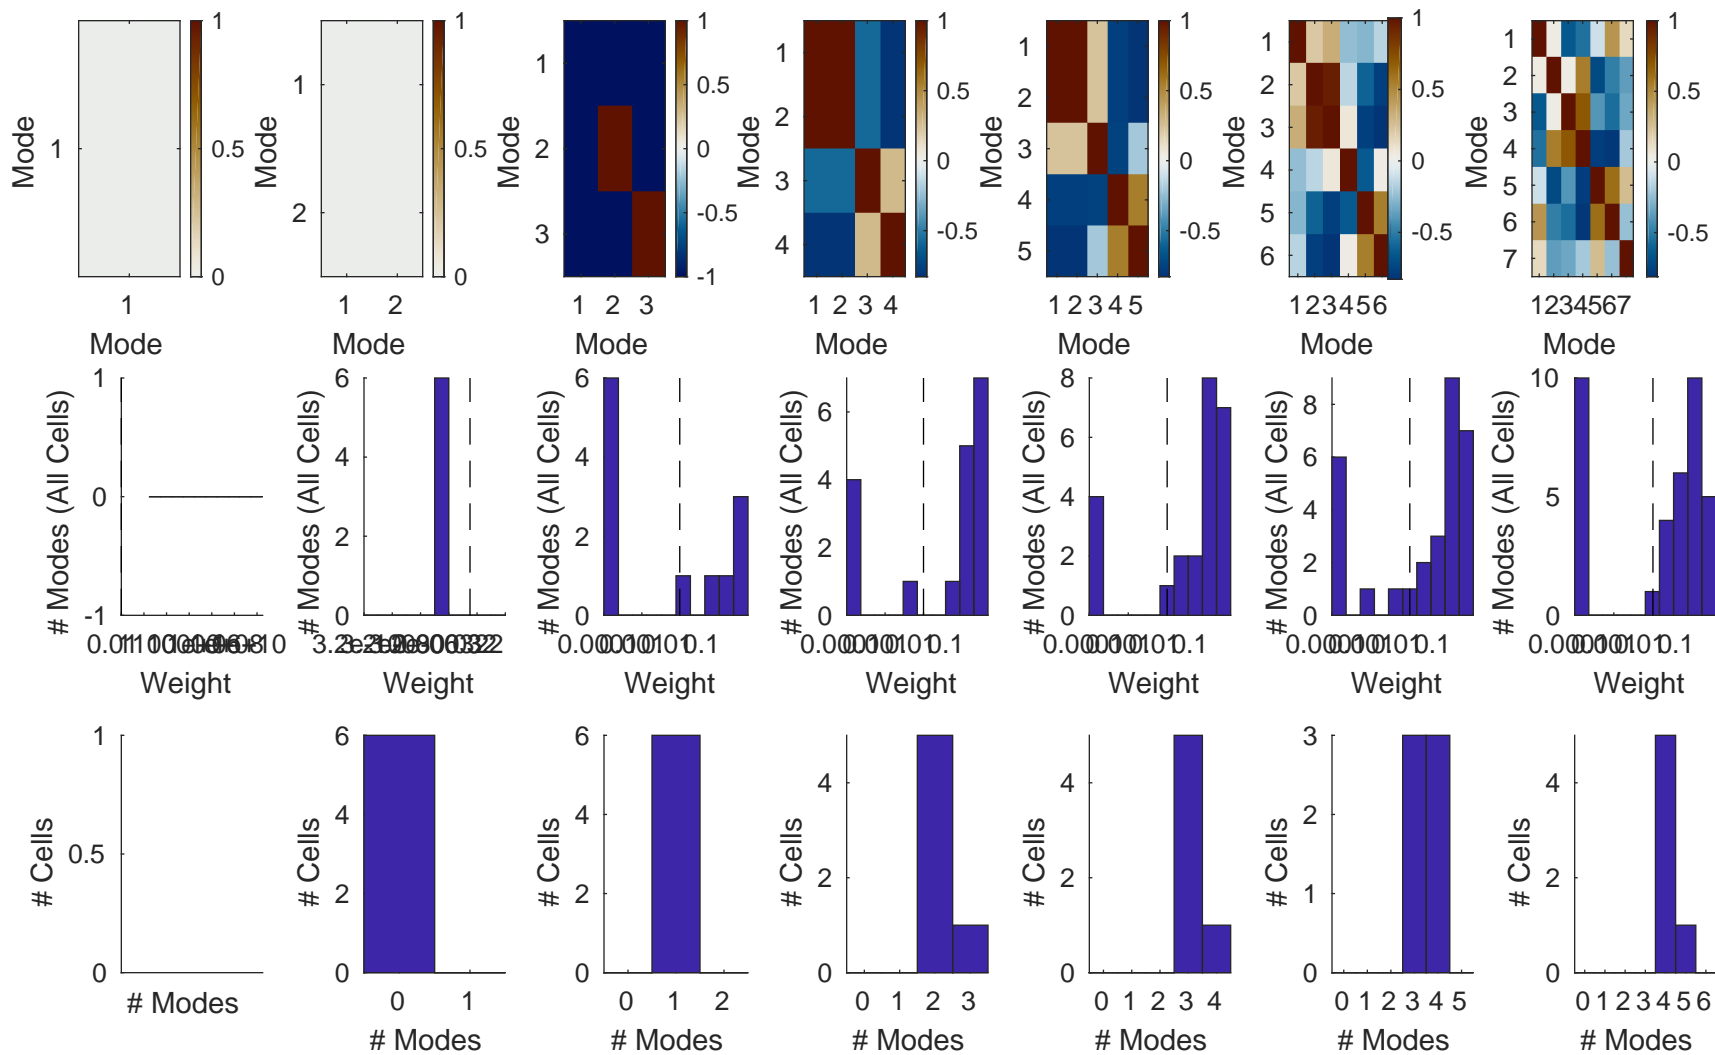 1 1 1 1 1 1 1
Mode 1 0.5 0
1
Mode
Mode 1 2 0.5 0
1 2
Mode
Mode 1 2 3 0.5 0 -0.5 -1
1 2 3
Mode
Mode 1 2 3 4 0.5 0 -0.5
1 2 3 4
Mode
Mode 1 2 3 4 5 0.5 0 -0.5
1 2 3 4 5
Mode
Mode 1 2 3 4 5 6 0.5 0 -0.5
123456
Mode
Mode 1 2 3 4 5 6 7 0.5 0 -0.5
1234567
Mode
# Modes (All Cells) 1 0.5 0 -0.5 -1
Weight
# Modes (All Cells) 6 4 2 0
Weight
# Modes (All Cells) 6 4 2 0
0.1
Weight
# Modes (All Cells) 6 4 2 0
0.1
Weight
# Modes (All Cells) 8 6 4 2 0
0.1
Weight
# Modes (All Cells) 8 6 4 2 0
0.1
Weight
# Modes (All Cells) 10 5 0
0.1
Weight
# Cells 1 0.5 0
# Modes
# Cells 6 4 2 0
0 1
# Modes
# Cells 6 4 2 0
0 1 2
# Modes
# Cells 4 2 0
0 1 2 3
# Modes
# Cells 4 2 0
0 1 2 3 4
# Modes
# Cells 3 2 1 0
0 1 2 3 4 5
# Modes
# Cells 4 2 0
0 1 2 3 4 5 6
# Modes